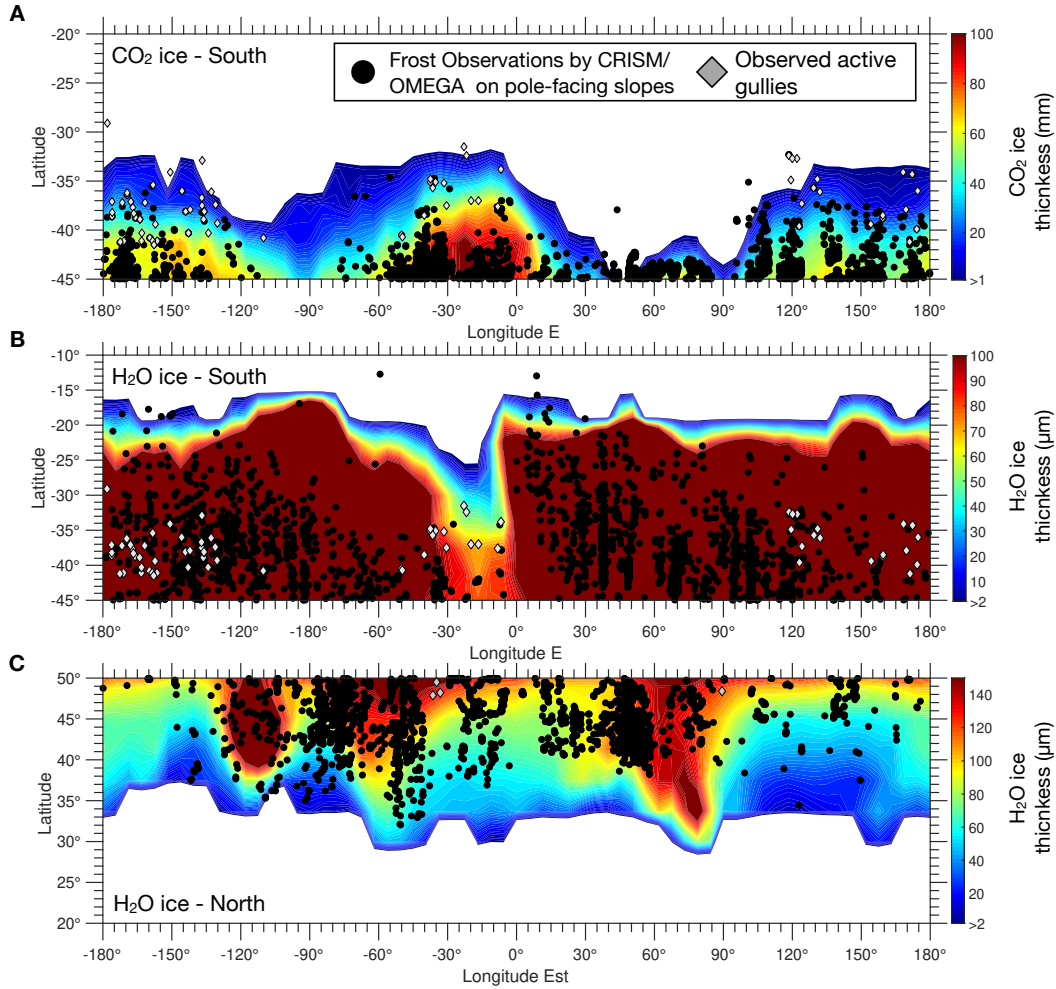 A
CO₂ ice - South
Frost Observations by CRISM/
OMEGA on pole-facing slopes
Observed active
gullies
-20°
-25°
-30°
-35°
-40°
-45°
Latitude
-180° -150° -120° -90° -60° -30° 0° 30° 60° 90° 120° 150° 180°
Longitude E
100
80
60
40
20
>1
CO₂ ice
thicnkess (mm)
B
H₂O ice - South
-10°
-15°
-20°
-25°
-30°
-35°
-40°
-45°
Latitude
-180° -150° -120° -90° -60° -30° 0° 30° 60° 90° 120° 150° 180°
Longitude E
100
90
80
70
60
50
40
30
20
10
>2
H₂O ice
thicnkess (µm)
C
50°
45°
40°
35°
30°
25°
20°
Latitude
H₂O ice - North
-180° -150° -120° -90° -60° -30° 0° 30° 60° 90° 120° 150° 180°
Longitude Est
140
120
100
80
60
40
20
>2
H₂O ice
thicnkess (µm)